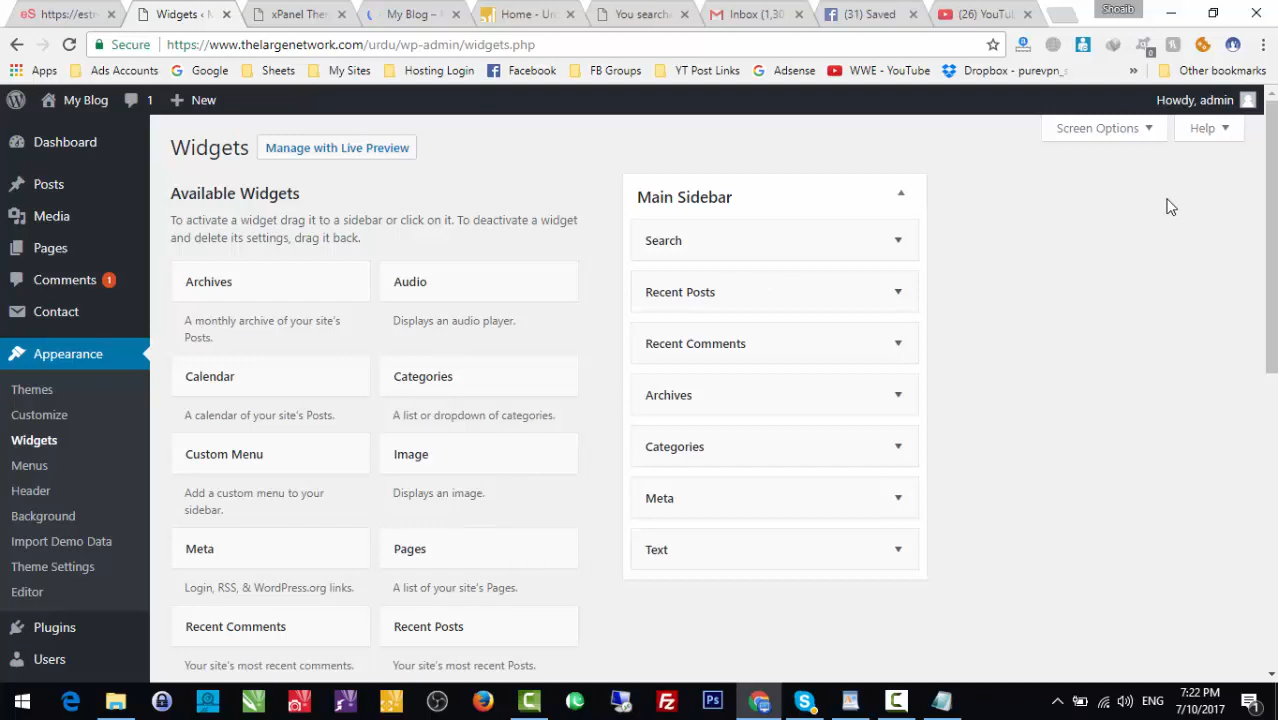 https://estr
Widgets ‹ M
xPanel The
My Blog –
Home - Ur
You search
Inbox (1,30
(31) Saved
(26) YouTu
Shoaib
Secure
https://www.thelargenetwork.com/urdu/wp-admin/widgets.php
Apps
Ads Accounts
Google
Sheets
My Sites
Hosting Login
Facebook
FB Groups
YT Post Links
Adsense
WWE - YouTube
Dropbox - purevpn_s
»
Other bookmarks
My Blog
1
+ New
Howdy, admin
Screen Options
Help
Dashboard
Posts
Media
Pages
Comments 1
Contact
Appearance
Themes
Customize
Widgets
Menus
Header
Background
Import Demo Data
Theme Settings
Editor
Plugins
Users
Widgets
Manage with Live Preview
Available Widgets
To activate a widget drag it to a sidebar or click on it. To deactivate a widget
and delete its settings, drag it back.
Archives
A monthly archive of your site's
Posts.
Audio
Displays an audio player.
Calendar
A calendar of your site's Posts.
Categories
A list or dropdown of categories.
Custom Menu
Add a custom menu to your
sidebar.
Image
Displays an image.
Meta
Login, RSS, & WordPress.org links.
Pages
A list of your site's Pages.
Recent Comments
Your site's most recent comments.
Recent Posts
Your site's most recent Posts.
Main Sidebar
Search
Recent Posts
Recent Comments
Archives
Categories
Meta
Text
ENG
7:22 PM
7/10/2017